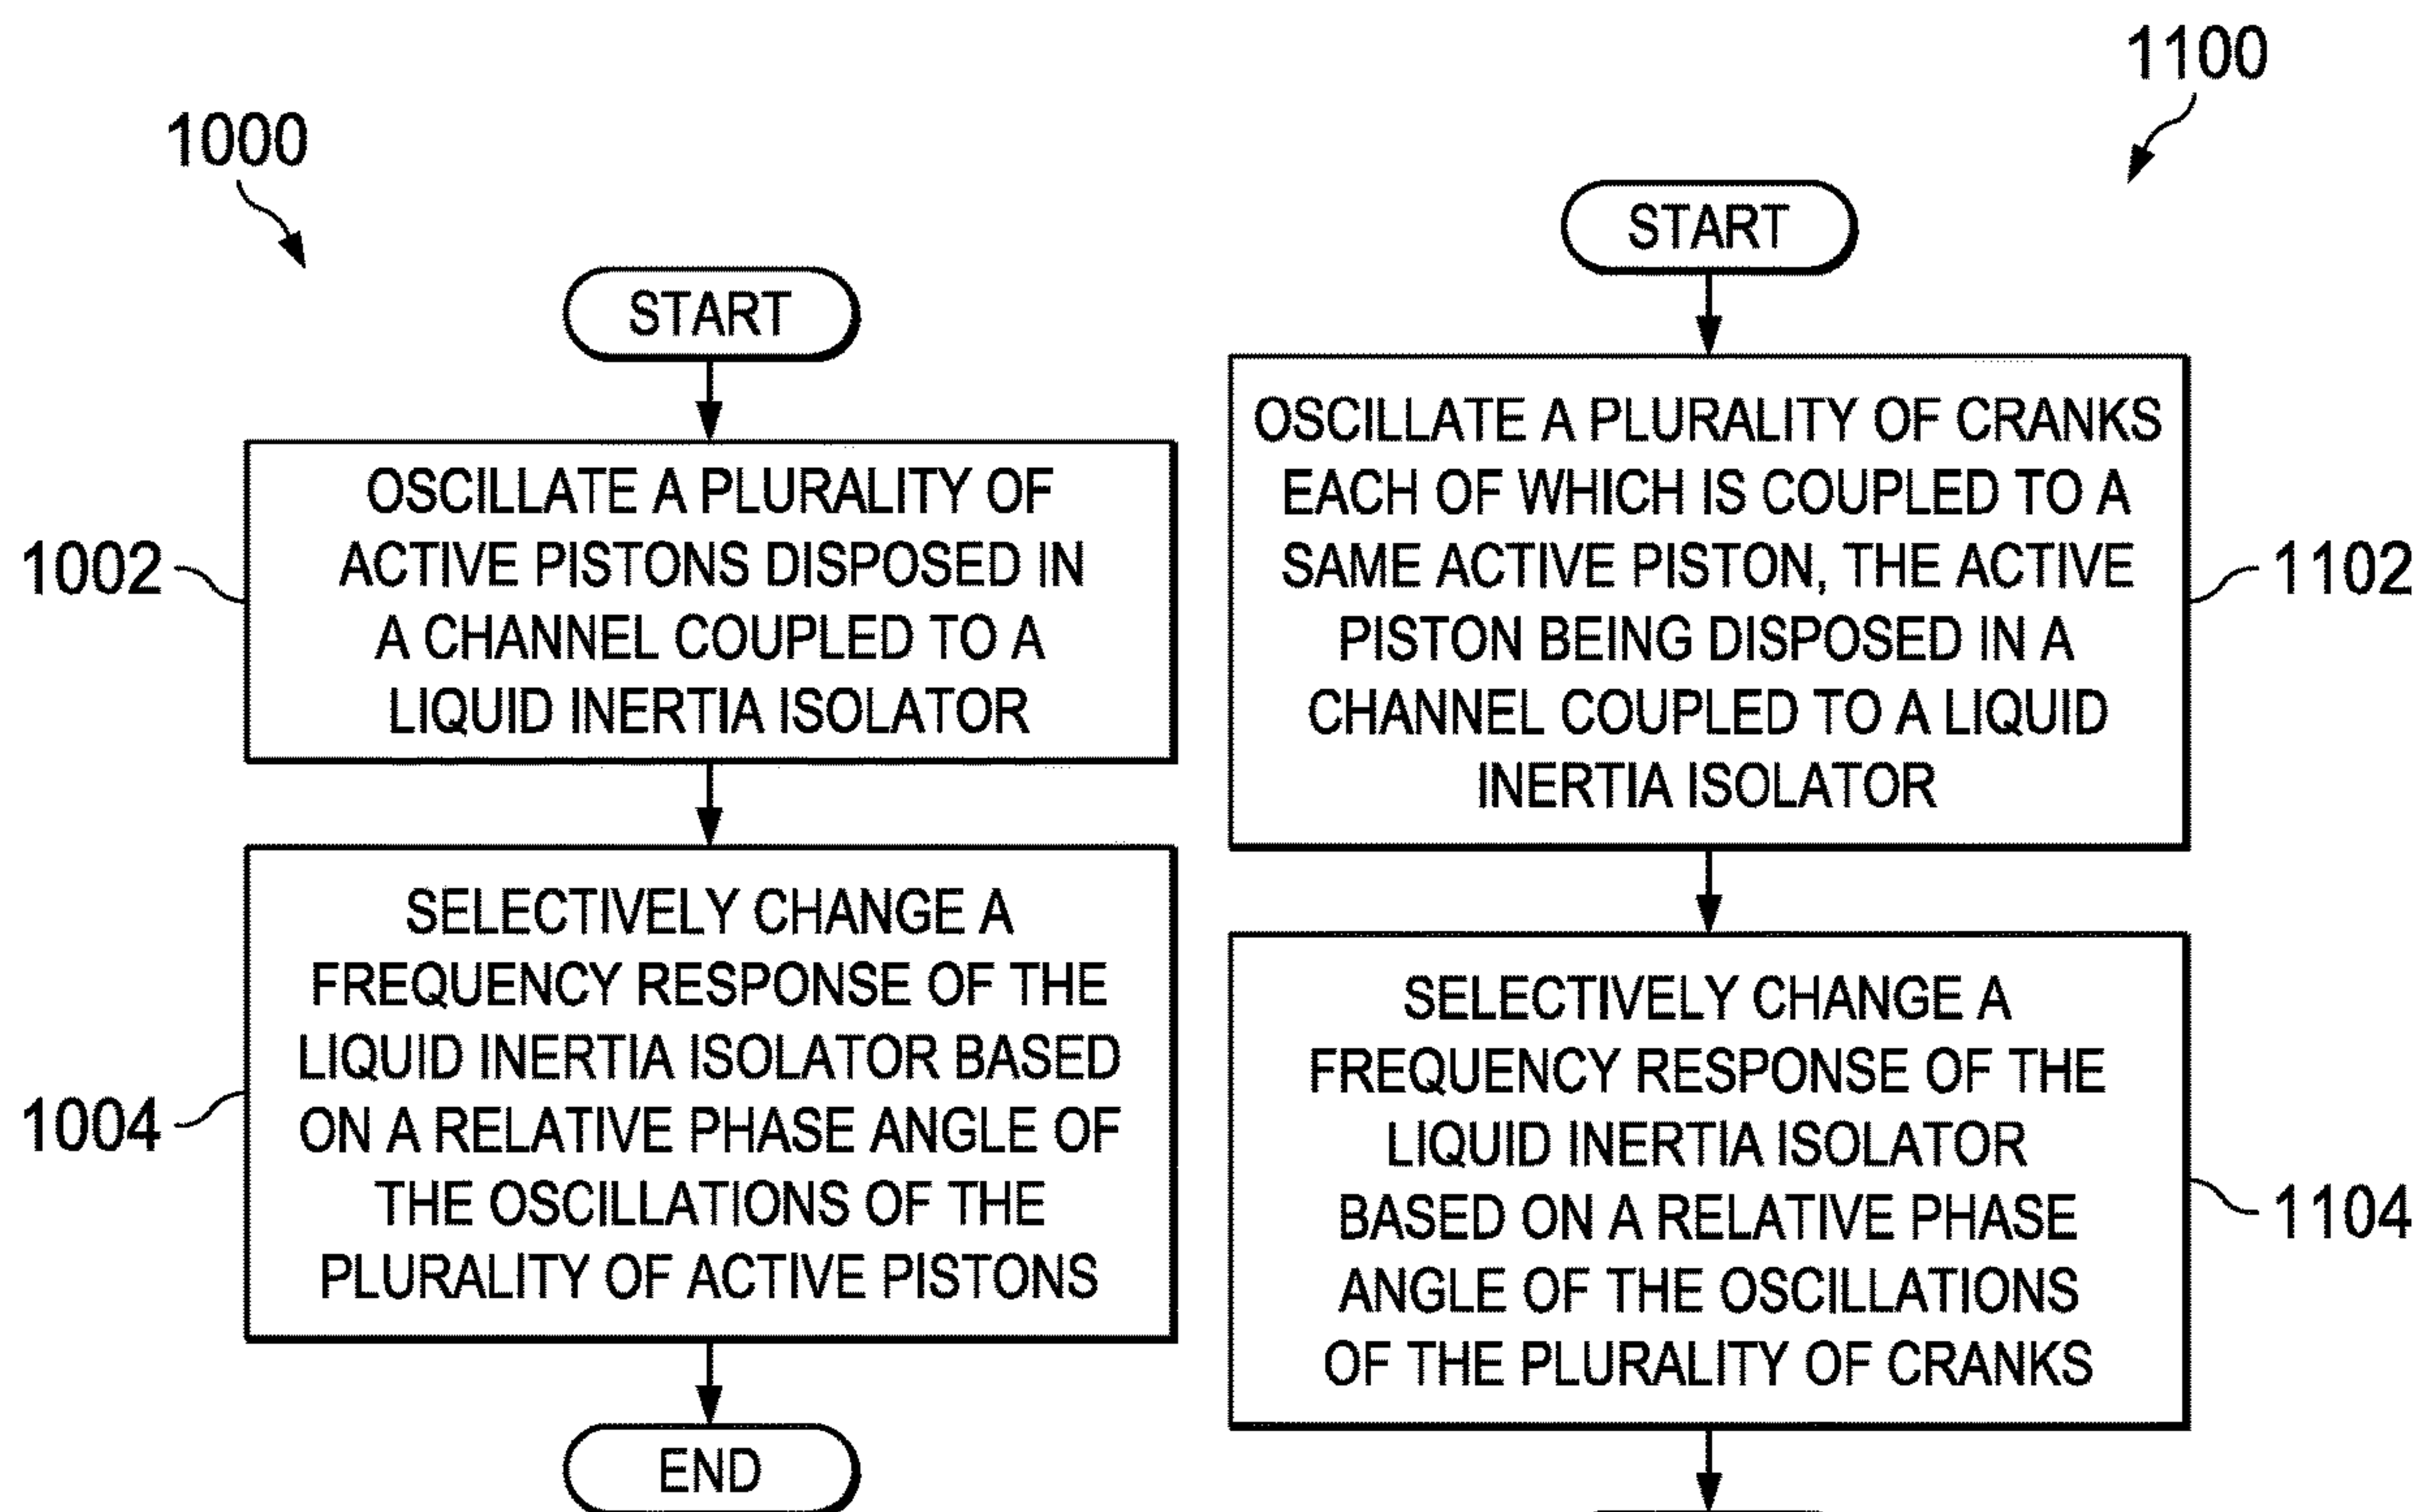 1000
START
1002
OSCILLATE A PLURALITY OF
ACTIVE PISTONS DISPOSED IN
A CHANNEL COUPLED TO A
LIQUID INERTIA ISOLATOR
1004
SELECTIVELY CHANGE A
FREQUENCY RESPONSE OF THE
LIQUID INERTIA ISOLATOR BASED
ON A RELATIVE PHASE ANGLE OF
THE OSCILLATIONS OF THE
PLURALITY OF ACTIVE PISTONS
END
1100
START
OSCILLATE A PLURALITY OF CRANKS
EACH OF WHICH IS COUPLED TO A
SAME ACTIVE PISTON, THE ACTIVE
PISTON BEING DISPOSED IN A
CHANNEL COUPLED TO A LIQUID
INERTIA ISOLATOR
1102
SELECTIVELY CHANGE A
FREQUENCY RESPONSE OF THE
LIQUID INERTIA ISOLATOR
BASED ON A RELATIVE PHASE
ANGLE OF THE OSCILLATIONS
OF THE PLURALITY OF CRANKS
1104